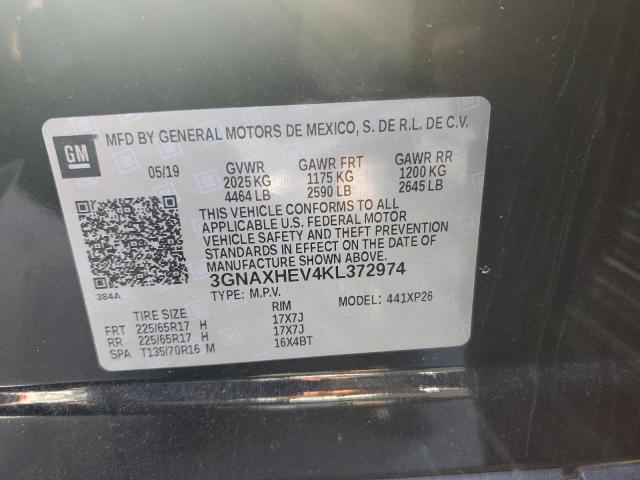 GM
MFD BY GENERAL MOTORS DE MEXICO, S. DE R.L. DE C.V.
05/19 GVWR GAWR FRT GAWR RR
2025 KG 1175 KG 1200 KG
4464 LB 2590 LB 2645 LB
THIS VEHICLE CONFORMS TO ALL
APPLICABLE U.S. FEDERAL MOTOR
VEHICLE SAFETY AND THEFT PREVENTION
STANDARDS IN EFFECT ON THE DATE OF
MANUFACTURE SHOWN ABOVE.
3GNAXHEV4KL372974
384A
TYPE: M.P.V. MODEL: 441XP26
TIRE SIZE RIM
FRT 225/65R17 H 17X7J
RR 225/65R17 H 17X7J
SPA T135/70R16 M 16X4BT